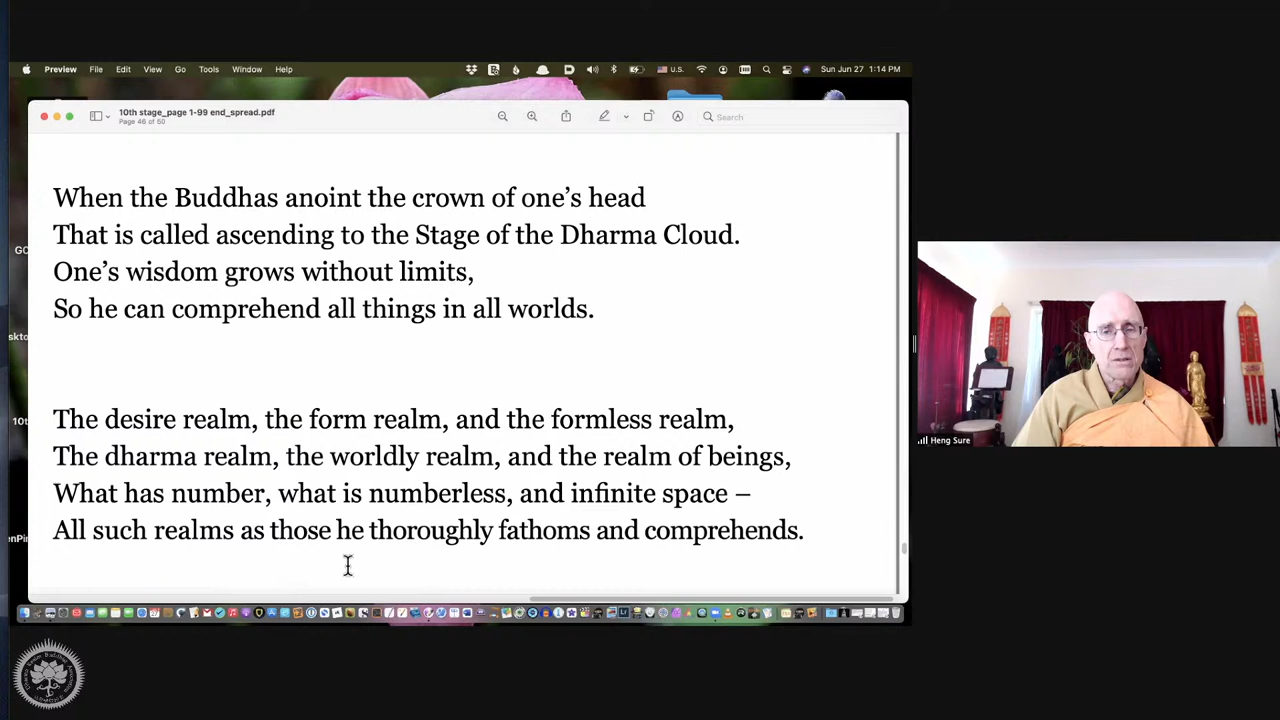 Preview File Edit View Go Tools Window Help
U.S. Sun Jun 27 1:14 PM
10th stage_page 1-99 end_spread.pdf
Page 46 of 50
Search
When the Buddhas anoint the crown of one’s head
That is called ascending to the Stage of the Dharma Cloud.
One’s wisdom grows without limits,
So he can comprehend all things in all worlds.
The desire realm, the form realm, and the formless realm,
The dharma realm, the worldly realm, and the realm of beings,
What has number, what is numberless, and infinite space –
All such realms as those he thoroughly fathoms and comprehends.
Heng Sure